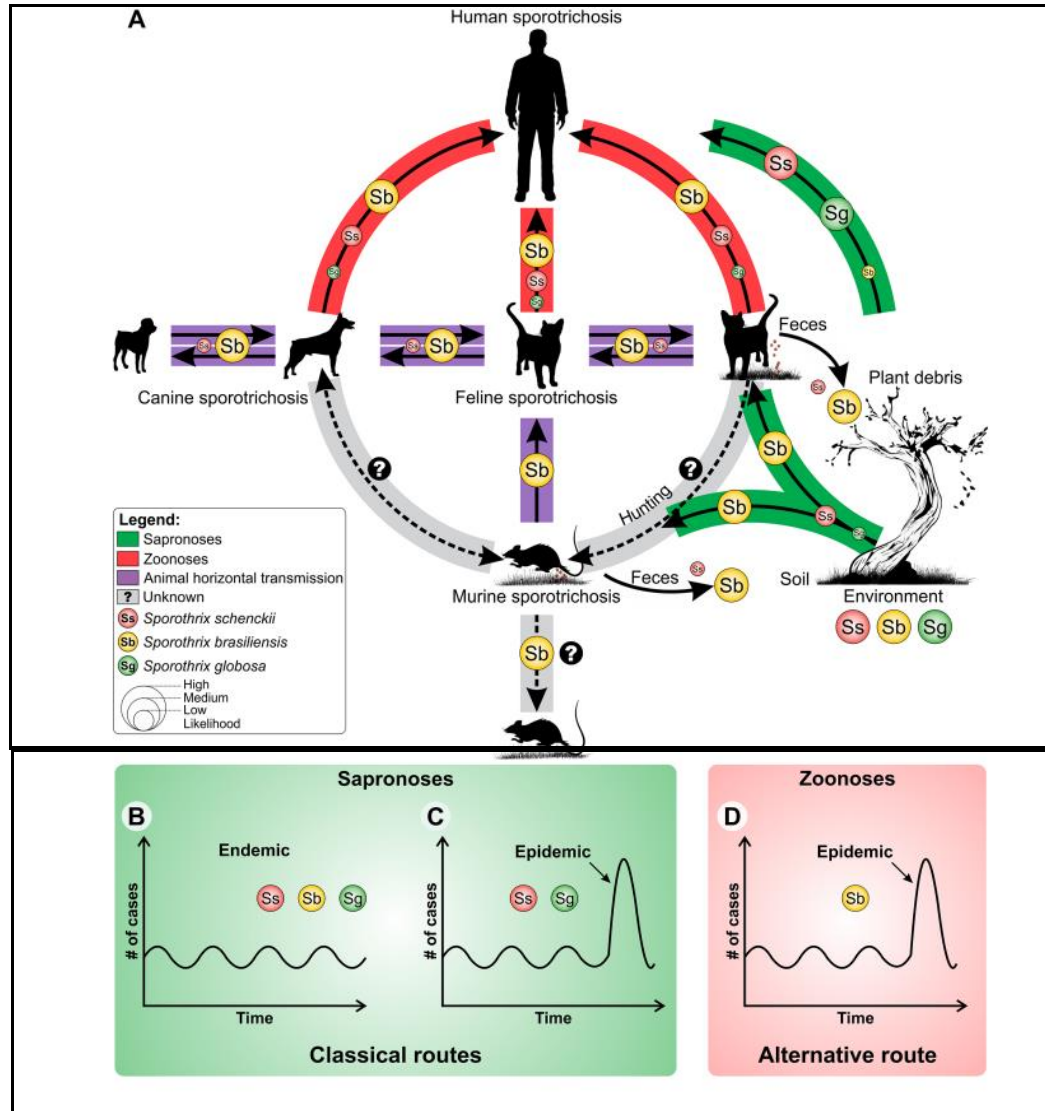 A
Human sporotrichosis
Sb
Ss
Sg
Sb
Ss
Sg
Sb
Ss
Sg
Ss
Sg
Sb
Ss
Sb
Ss
Sb
Sb
Ss
Feces
Plant debris
Ss
Sb
Canine sporotrichosis
Feline sporotrichosis
Sb
?
Sb
?
Hunting
Sb
Ss
Sg
Legend:
Sapronoses
Zoonoses
Animal horizontal transmission
? Unknown
Ss Sporothrix schenckii
Sb Sporothrix brasiliensis
Sg Sporothrix globosa
High
Medium
Low
Likelihood
Murine sporotrichosis
Feces
Ss
Sb
Soil
Environment
Ss Sb Sg
Sb
?
Sapronoses
B
Endemic
Ss Sb Sg
# of cases
Time
C
Epidemic
Ss Sg
# of cases
Time
Classical routes
Zoonoses
D
Epidemic
Sb
# of cases
Time
Alternative route